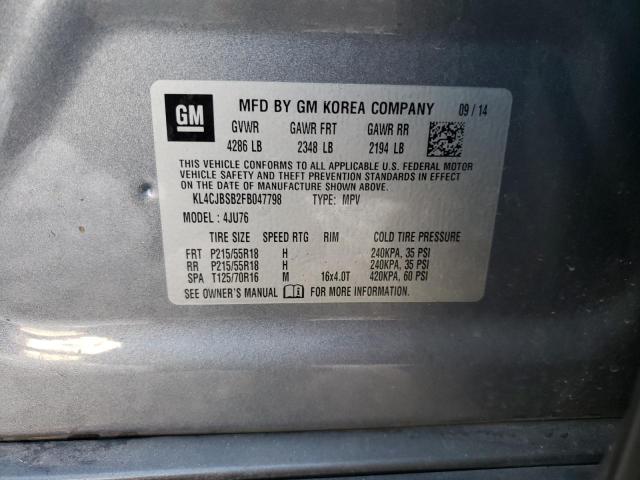 GM MFD BY GM KOREA COMPANY 09 / 14
GVWR GAWR FRT GAWR RR
4286 LB 2348 LB 2194 LB
THIS VEHICLE CONFORMS TO ALL APPLICABLE U.S. FEDERAL MOTOR
VEHICLE SAFETY AND THEFT PREVENTION STANDARDS IN EFFECT
ON THE DATE OF MANUFACTURE SHOWN ABOVE.
KL4CJBSB2FB047798 TYPE: MPV
MODEL : 4JU76
TIRE SIZE SPEED RTG RIM COLD TIRE PRESSURE
FRT P215/55R18 H 240KPA, 35 PSI
RR P215/55R18 H 240KPA, 35 PSI
SPA T125/70R16 M 16x4.0T 420KPA, 60 PSI
SEE OWNER'S MANUAL FOR MORE INFORMATION.